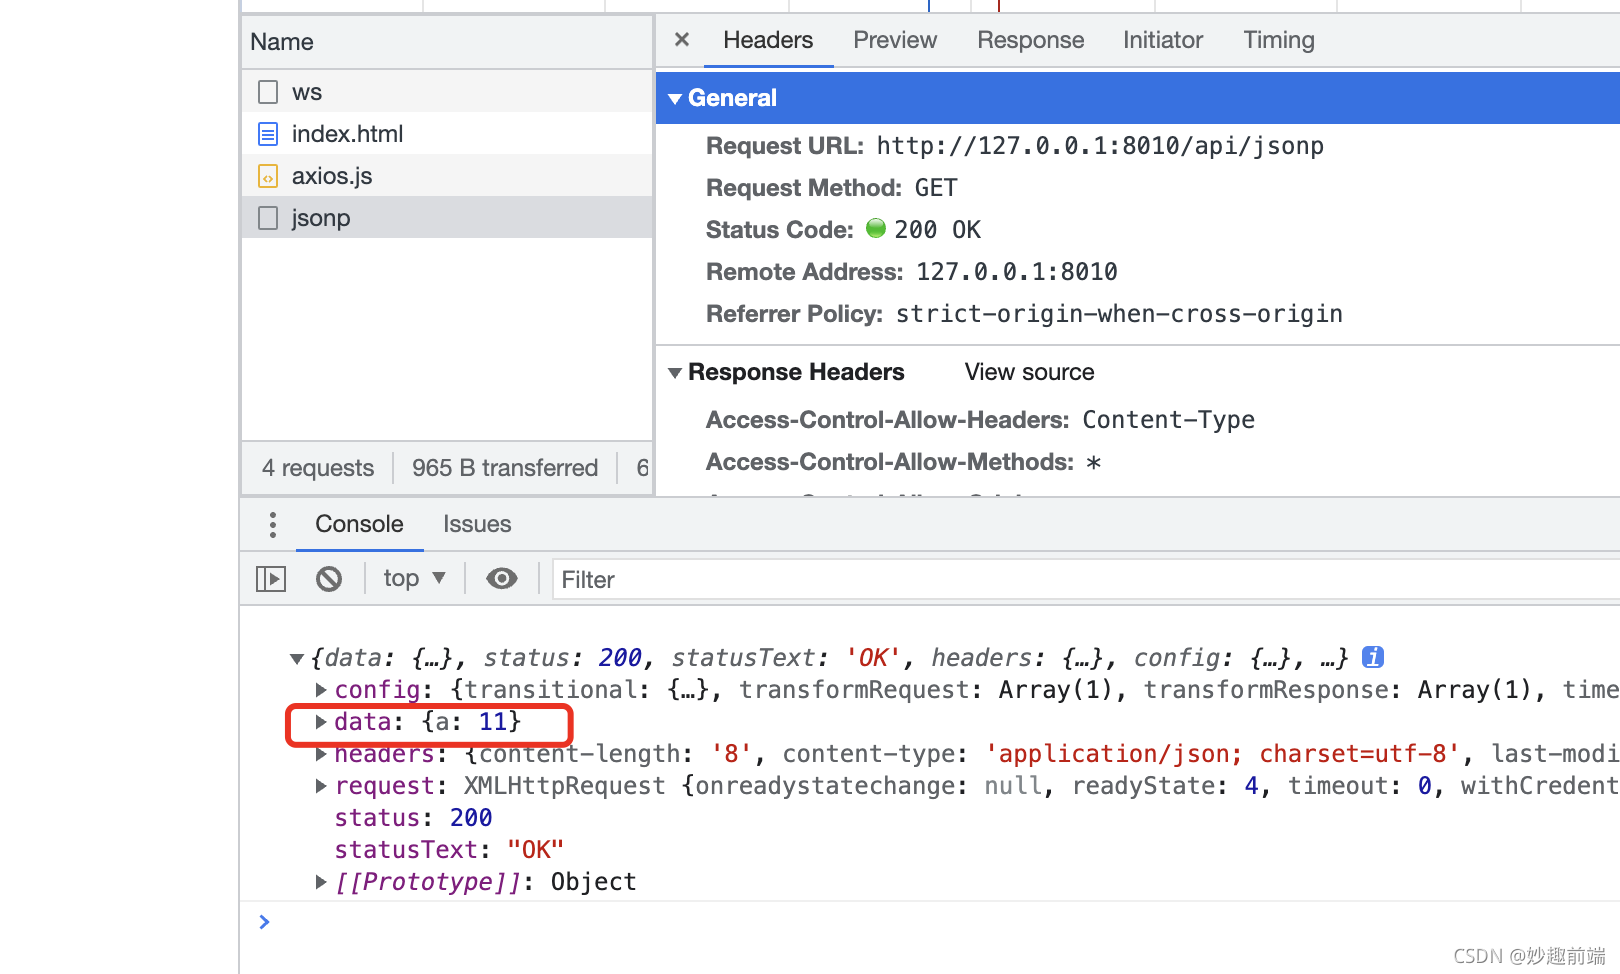 Name
ws
index.html
axios.js
jsonp
4 requests 965 B transferred 6
× Headers Preview Response Initiator Timing
General
Request URL: http://127.0.0.1:8010/api/jsonp
Request Method: GET
Status Code: 200 OK
Remote Address: 127.0.0.1:8010
Referrer Policy: strict-origin-when-cross-origin
Response Headers View source
Access-Control-Allow-Headers: Content-Type
Access-Control-Allow-Methods: *
Console Issues
top Filter
{data: {…}, status: 200, statusText: 'OK', headers: {…}, config: {…}, …} i
config: {transitional: {…}, transformRequest: Array(1), transformResponse: Array(1), time
data: {a: 11}
headers: {content-length: '8', content-type: 'application/json; charset=utf-8', last-modi
request: XMLHttpRequest {onreadystatechange: null, readyState: 4, timeout: 0, withCredent
status: 200
statusText: "OK"
[[Prototype]]: Object
>
CSDN @妙趣前端